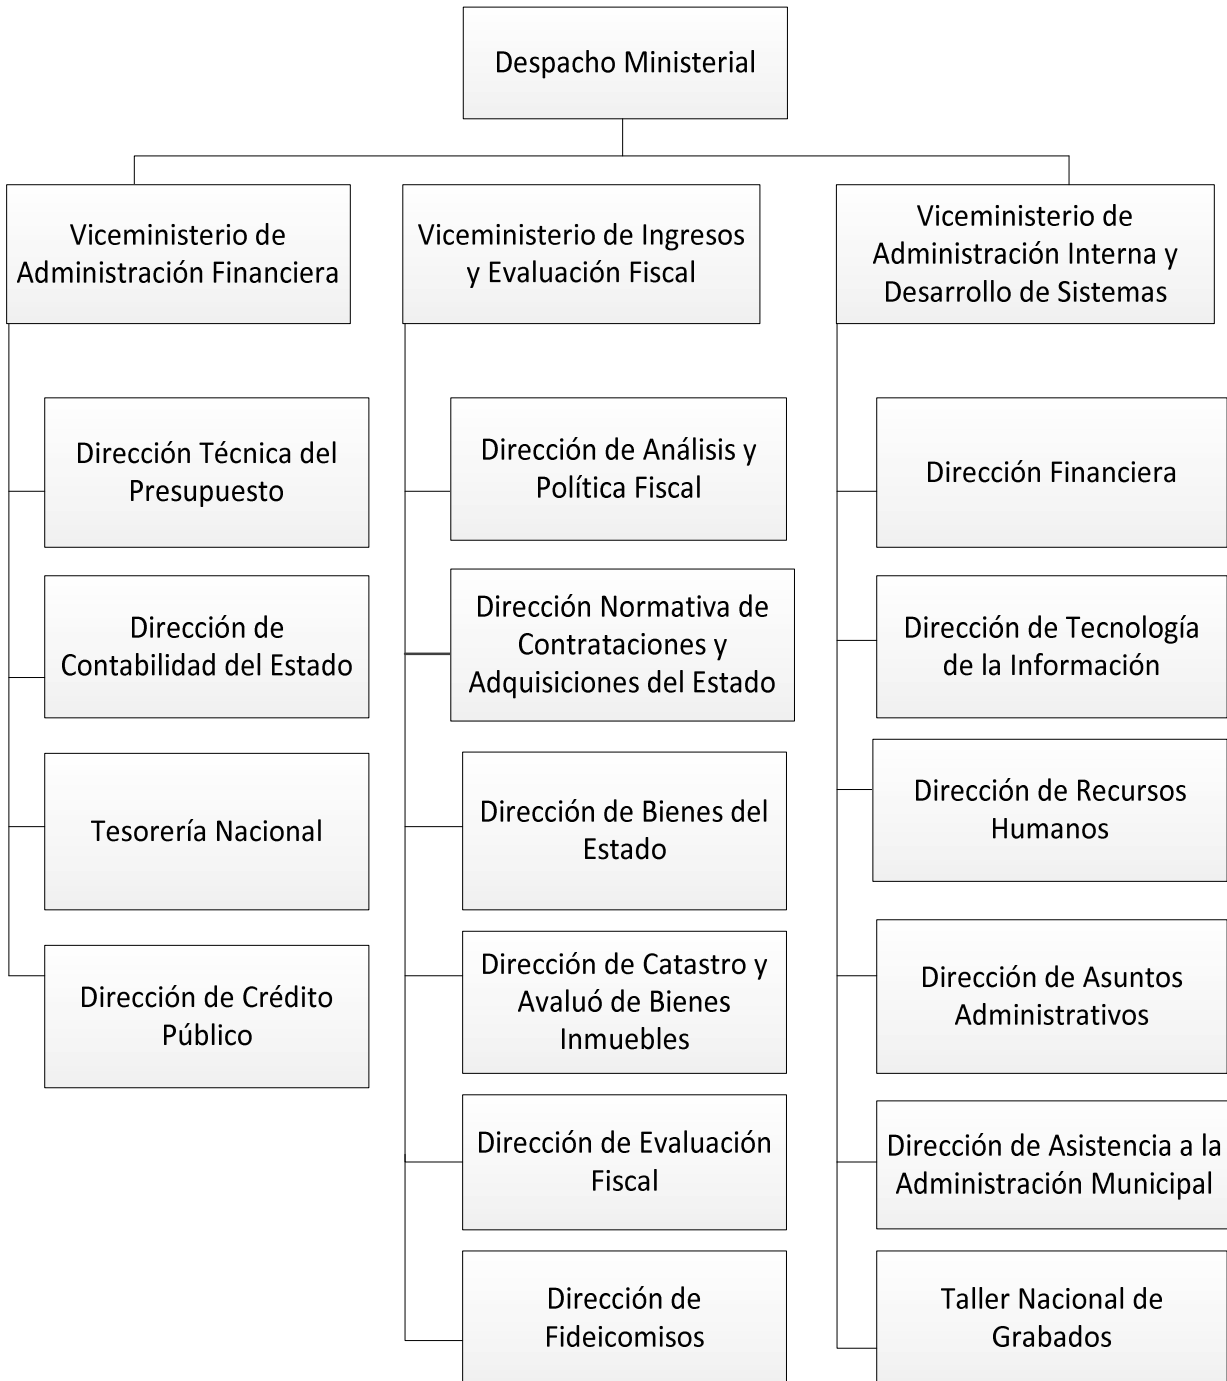 Despacho Ministerial
Viceministerio de
Administración Financiera
Dirección Técnica del
Presupuesto
Dirección de
Contabilidad del Estado
Tesorería Nacional
Dirección de Crédito
Público
Viceministerio de Ingresos
y Evaluación Fiscal
Dirección de Análisis y
Política Fiscal
Dirección Normativa de
Contrataciones y
Adquisiciones del Estado
Dirección de Bienes del
Estado
Dirección de Catastro y
Avaluó de Bienes
Inmuebles
Dirección de Evaluación
Fiscal
Dirección de
Fideicomisos
Viceministerio de
Administración Interna y
Desarrollo de Sistemas
Dirección Financiera
Dirección de Tecnología
de la Información
Dirección de Recursos
Humanos
Dirección de Asuntos
Administrativos
Dirección de Asistencia a la
Administración Municipal
Taller Nacional de
Grabados